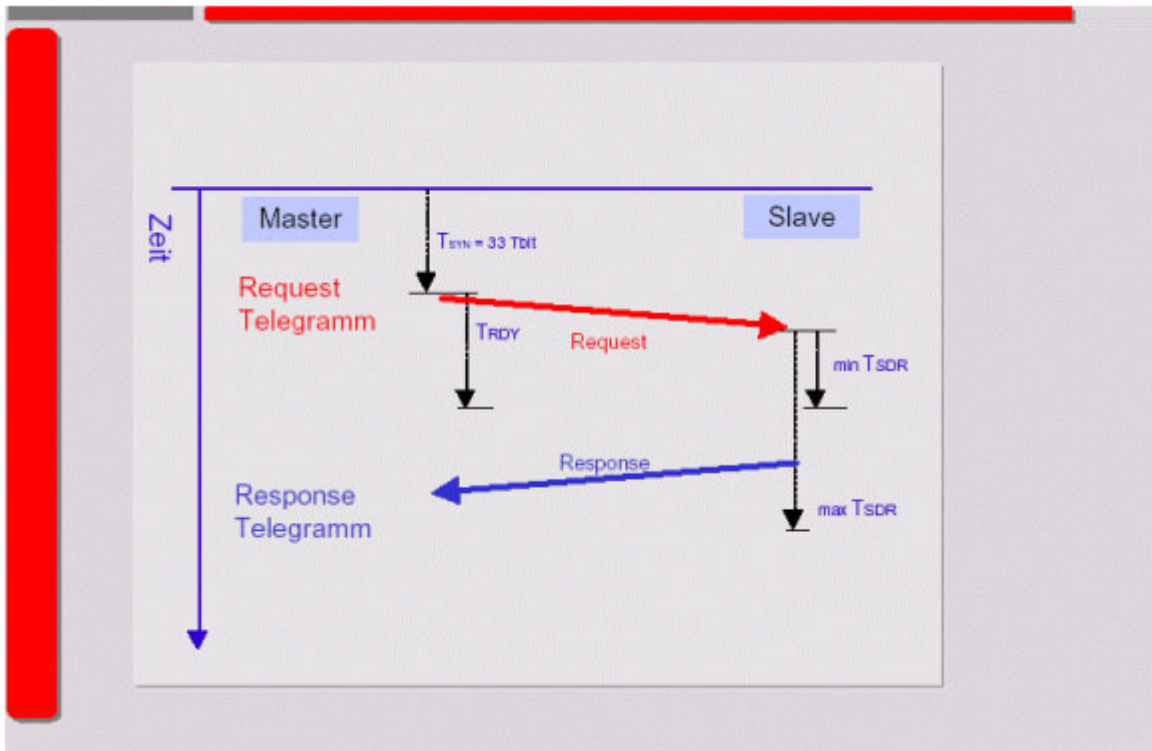 Zeit
Master
Slave
TSYN = 33 Tbit
Request
Telegramm
TRDY
Request
min TSDR
Response
Response
Telegramm
max TSDR